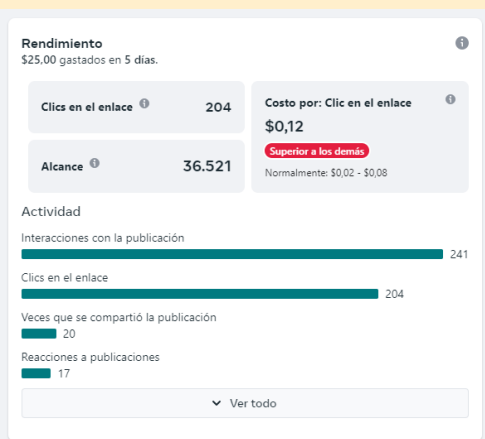 Rendimiento
$25,00 gastados en 5 días.
Clics en el enlace 204
Alcance 36.521
Costo por: Clic en el enlace
$0,12
Superior a los demás
Normalmente: $0,02 - $0,08
Actividad
Interacciones con la publicación
241
Clics en el enlace
204
Veces que se compartió la publicación
20
Reacciones a publicaciones
17
Ver todo